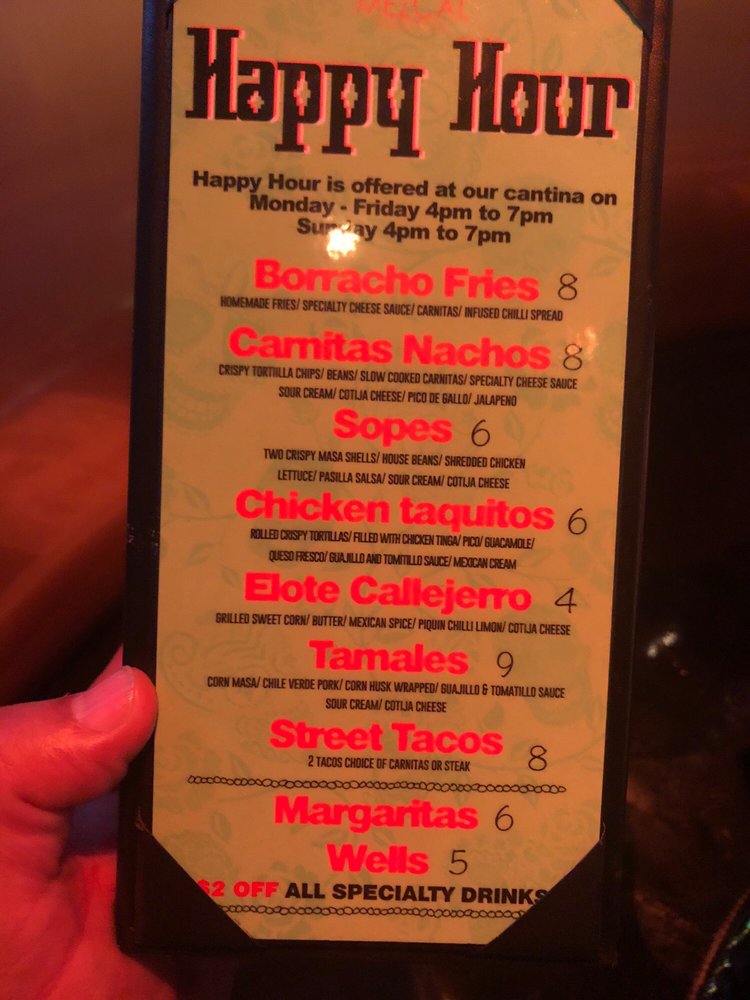 MEZCAL
Happy Hour
Happy Hour is offered at our cantina on
Monday - Friday 4pm to 7pm
Sunday 4pm to 7pm
Borracho Fries 8
HOMEMADE FRIES/ SPECIALTY CHEESE SAUCE/ CARNITAS/ INFUSED CHILLI SPREAD
Carnitas Nachos 8
CRISPY TORTIILLA CHIPS/ BEANS/ SLOW COOKED CARNITAS/ SPECIALTY CHEESE SAUCE
SOUR CREAM/ COTIJA CHEESE/ PICO DE GALLO/ JALAPENO
Sopes 6
TWO CRISPY MASA SHELLS/ HOUSE BEANS/ SHREDDED CHICKEN
LETTUCE/ PASILLA SALSA/ SOUR CREAM/ COTIJA CHEESE
Chicken taquitos 6
ROLLED CRISPY TORTILLAS/ FILLED WITH CHICKEN TINGA/ PICO/ GUACAMOLE/
QUESO FRESCO/ GUAJILLO AND TOMITILLO SAUCE/ MEXICAN CREAM
Elote Callejerro 4
GRILLED SWEET CORN/ BUTTER/ MEXICAN SPICE/ PIQUIN CHILLI LIMON/ COTIJA CHEESE
Tamales 9
CORN MASA/ CHILE VERDE PORK/ CORN HUSK WRAPPED/ GUAJILLO & TOMATILLO SAUCE
SOUR CREAM/ COTIJA CHEESE
Street Tacos 8
2 TACOS CHOICE OF CARNITAS OR STEAK
Margaritas 6
Wells 5
$2 OFF ALL SPECIALTY DRINKS